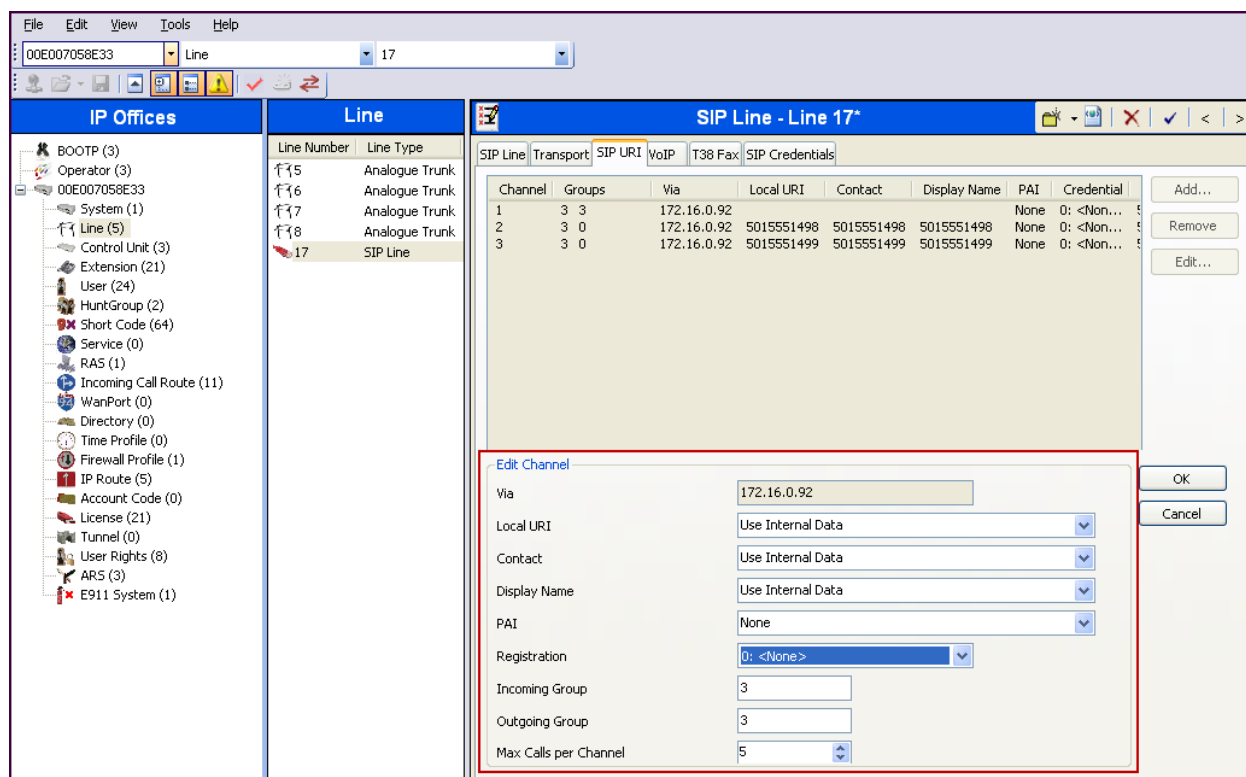 File Edit View Tools Help
00E007058E33 Line 17
IP Offices
BOOTP (3)
Operator (3)
00E007058E33
System (1)
Line (5)
Control Unit (3)
Extension (21)
User (24)
HuntGroup (2)
Short Code (64)
Service (0)
RAS (1)
Incoming Call Route (11)
WanPort (0)
Directory (0)
Time Profile (0)
Firewall Profile (1)
IP Route (5)
Account Code (0)
License (21)
Tunnel (0)
User Rights (8)
ARS (3)
E911 System (1)
Line
Line Number Line Type
5 Analogue Trunk
6 Analogue Trunk
7 Analogue Trunk
8 Analogue Trunk
17 SIP Line
SIP Line - Line 17*
SIP Line Transport SIP URI VoIP T38 Fax SIP Credentials
Channel Groups Via Local URI Contact Display Name PAI Credential
1 3 3 172.16.0.92 None 0: <Non... 5
2 3 0 172.16.0.92 5015551498 5015551498 5015551498 None 0: <Non... 5
3 3 0 172.16.0.92 5015551499 5015551499 5015551499 None 0: <Non... 5
Add...
Remove
Edit...
Edit Channel
Via 172.16.0.92
Local URI Use Internal Data
Contact Use Internal Data
Display Name Use Internal Data
PAI None
Registration 0: <None>
Incoming Group 3
Outgoing Group 3
Max Calls per Channel 5
OK
Cancel